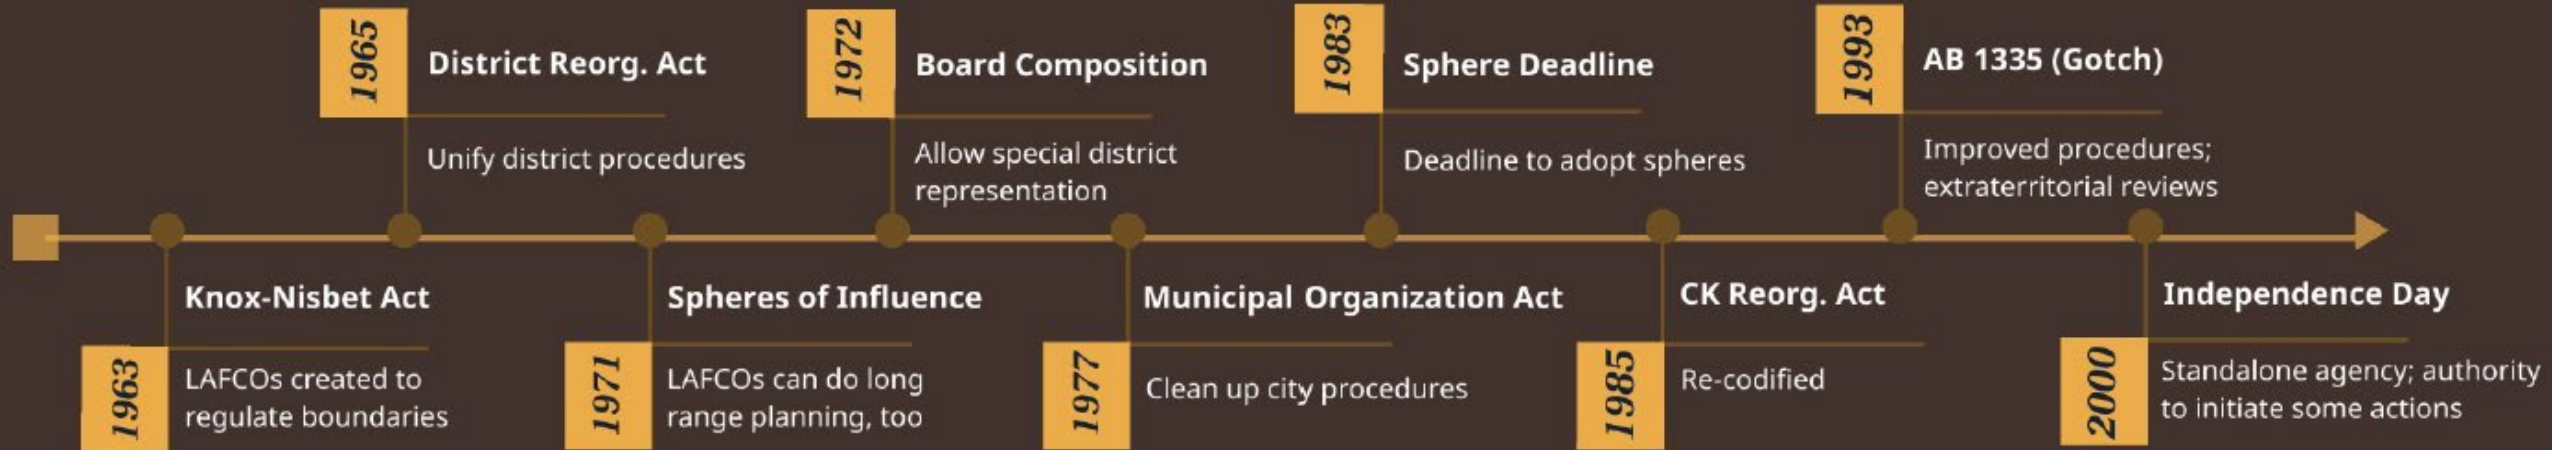 1963
Knox-Nisbet Act
LAFCOs created to
regulate boundaries
1965
District Reorg. Act
Unify district procedures
1971
Spheres of Influence
LAFCOs can do long
range planning, too
1972
Board Composition
Allow special district
representation
1977
Municipal Organization Act
Clean up city procedures
1983
Sphere Deadline
Deadline to adopt spheres
1985
CK Reorg. Act
Re-codified
1993
AB 1335 (Gotch)
Improved procedures;
extraterritorial reviews
2000
Independence Day
Standalone agency; authority
to initiate some actions